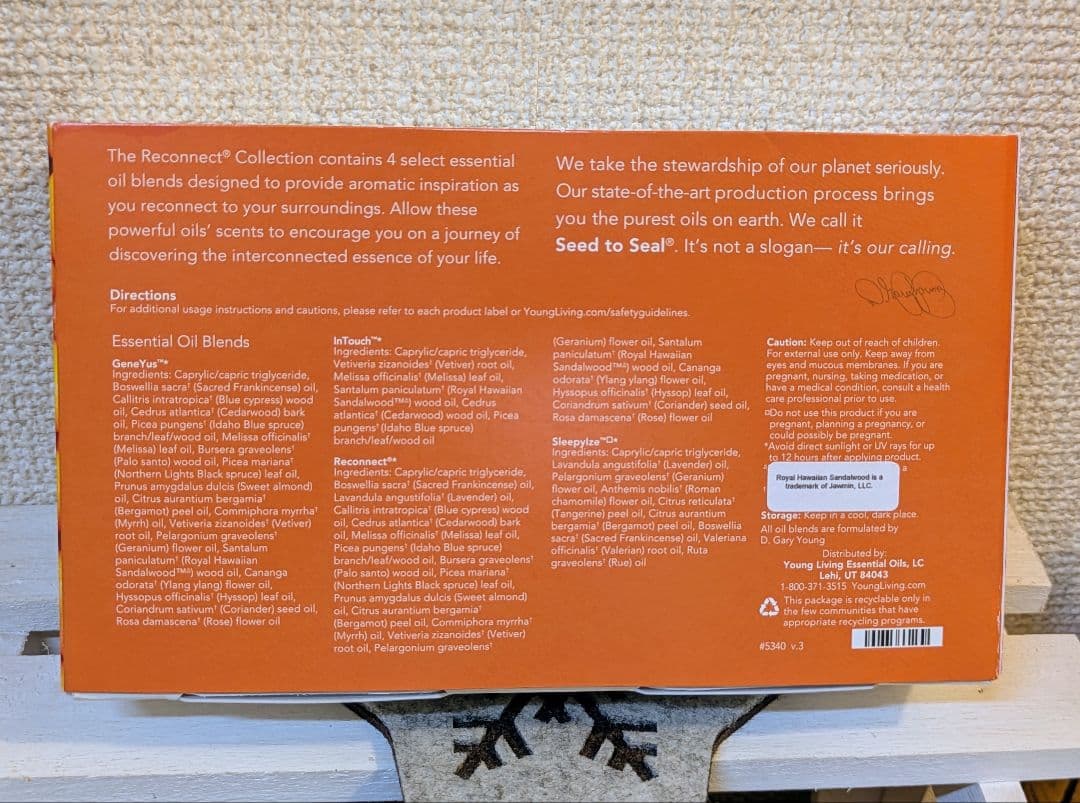 The Reconnect® Collection contains 4 select essential
oil blends designed to provide aromatic inspiration as
you reconnect to your surroundings. Allow these
powerful oils’ scents to encourage you on a journey of
discovering the interconnected essence of your life.
We take the stewardship of our planet seriously.
Our state-of-the-art production process brings
you the purest oils on earth. We call it
Seed to Seal®. It’s not a slogan— it’s our calling.
Directions
For additional usage instructions and cautions, please refer to each product label or YoungLiving.com/safetyguidelines.
Essential Oil Blends
GeneYus™*
Ingredients: Caprylic/capric triglyceride,
Boswellia sacra† (Sacred Frankincense) oil,
Callitris intratropica† (Blue cypress) wood
oil, Cedrus atlantica† (Cedarwood) bark
oil, Picea pungens† (Idaho Blue spruce)
branch/leaf/wood oil, Melissa officinalis†
(Melissa) leaf oil, Bursera graveolens†
(Palo santo) wood oil, Picea mariana†
(Northern Lights Black spruce) leaf oil,
Prunus amygdalus dulcis (Sweet almond)
oil, Citrus aurantium bergamia†
(Bergamot) peel oil, Commiphora myrrha†
(Myrrh) oil, Vetiveria zizanoides† (Vetiver)
root oil, Pelargonium graveolens†
(Geranium) flower oil, Santalum
paniculatum† (Royal Hawaiian
Sandalwood™∆) wood oil, Cananga
odorata† (Ylang ylang) flower oil,
Hyssopus officinalis† (Hyssop) leaf oil,
Coriandrum sativum† (Coriander) seed oil,
Rosa damascena† (Rose) flower oil
InTouch™*
Ingredients: Caprylic/capric triglyceride,
Vetiveria zizanoides† (Vetiver) root oil,
Melissa officinalis† (Melissa) leaf oil,
Santalum paniculatum† (Royal Hawaiian
Sandalwood™∆) wood oil, Cedrus
atlantica† (Cedarwood) wood oil, Picea
pungens† (Idaho Blue spruce)
branch/leaf/wood oil
Reconnect®*
Ingredients: Caprylic/capric triglyceride,
Boswellia sacra† (Sacred Frankincense) oil,
Lavandula angustifolia† (Lavender) oil,
Callitris intratropica† (Blue cypress) wood
oil, Cedrus atlantica† (Cedarwood) bark
oil, Melissa officinalis† (Melissa) leaf oil,
Picea pungens† (Idaho Blue spruce)
branch/leaf/wood oil, Bursera graveolens†
(Palo santo) wood oil, Picea mariana†
(Northern Lights Black spruce) leaf oil,
Prunus amygdalus dulcis (Sweet almond)
oil, Citrus aurantium bergamia†
(Bergamot) peel oil, Commiphora myrrha†
(Myrrh) oil, Vetiveria zizanoides† (Vetiver)
root oil, Pelargonium graveolens†
(Geranium) flower oil, Santalum
paniculatum† (Royal Hawaiian
Sandalwood™∆) wood oil, Cananga
odorata† (Ylang ylang) flower oil,
Hyssopus officinalis† (Hyssop) leaf oil,
Coriandrum sativum† (Coriander) seed oil,
Rosa damascena† (Rose) flower oil
SleepyIze™◻*
Ingredients: Caprylic/capric triglyceride,
Lavandula angustifolia† (Lavender) oil,
Pelargonium graveolens† (Geranium)
flower oil, Anthemis nobilis† (Roman
chamomile) flower oil, Citrus reticulata†
(Tangerine) peel oil, Citrus aurantium
bergamia† (Bergamot) peel oil, Boswellia
sacra† (Sacred Frankincense) oil, Valeriana
officinalis† (Valerian) root oil, Ruta
graveolens† (Rue) oil
Caution: Keep out of reach of children.
For external use only. Keep away from
eyes and mucous membranes. If you are
pregnant, nursing, taking medication, or
have a medical condition, consult a health
care professional prior to use.
◻Do not use this product if you are
pregnant, planning a pregnancy, or
could possibly be pregnant.
*Avoid direct sunlight or UV rays for up
to 12 hours after applying product.
a
Royal Hawaiian Sandalwood is a
trademark of Jawmin, LLC.
Storage: Keep in a cool, dark place.
All oil blends are formulated by
D. Gary Young
Distributed by:
Young Living Essential Oils, LC
Lehi, UT 84043
1-800-371-3515 YoungLiving.com
This package is recyclable only in
the few communities that have
appropriate recycling programs.
#5340 v.3